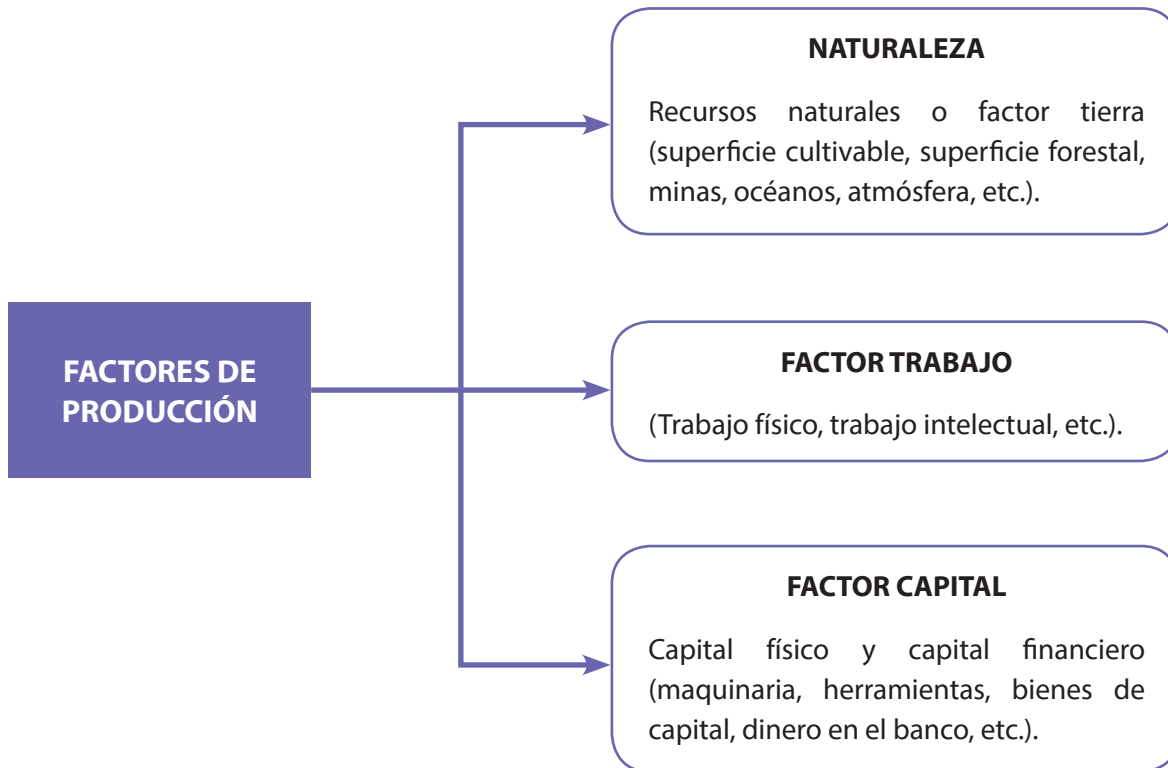 NATURALEZA
Recursos naturales o factor tierra
(superficie cultivable, superficie forestal,
minas, océanos, atmósfera, etc.).
FACTORES DE
PRODUCCIÓN
FACTOR TRABAJO
(Trabajo físico, trabajo intelectual, etc.).
FACTOR CAPITAL
Capital físico y capital financiero
(maquinaria, herramientas, bienes de
capital, dinero en el banco, etc.).